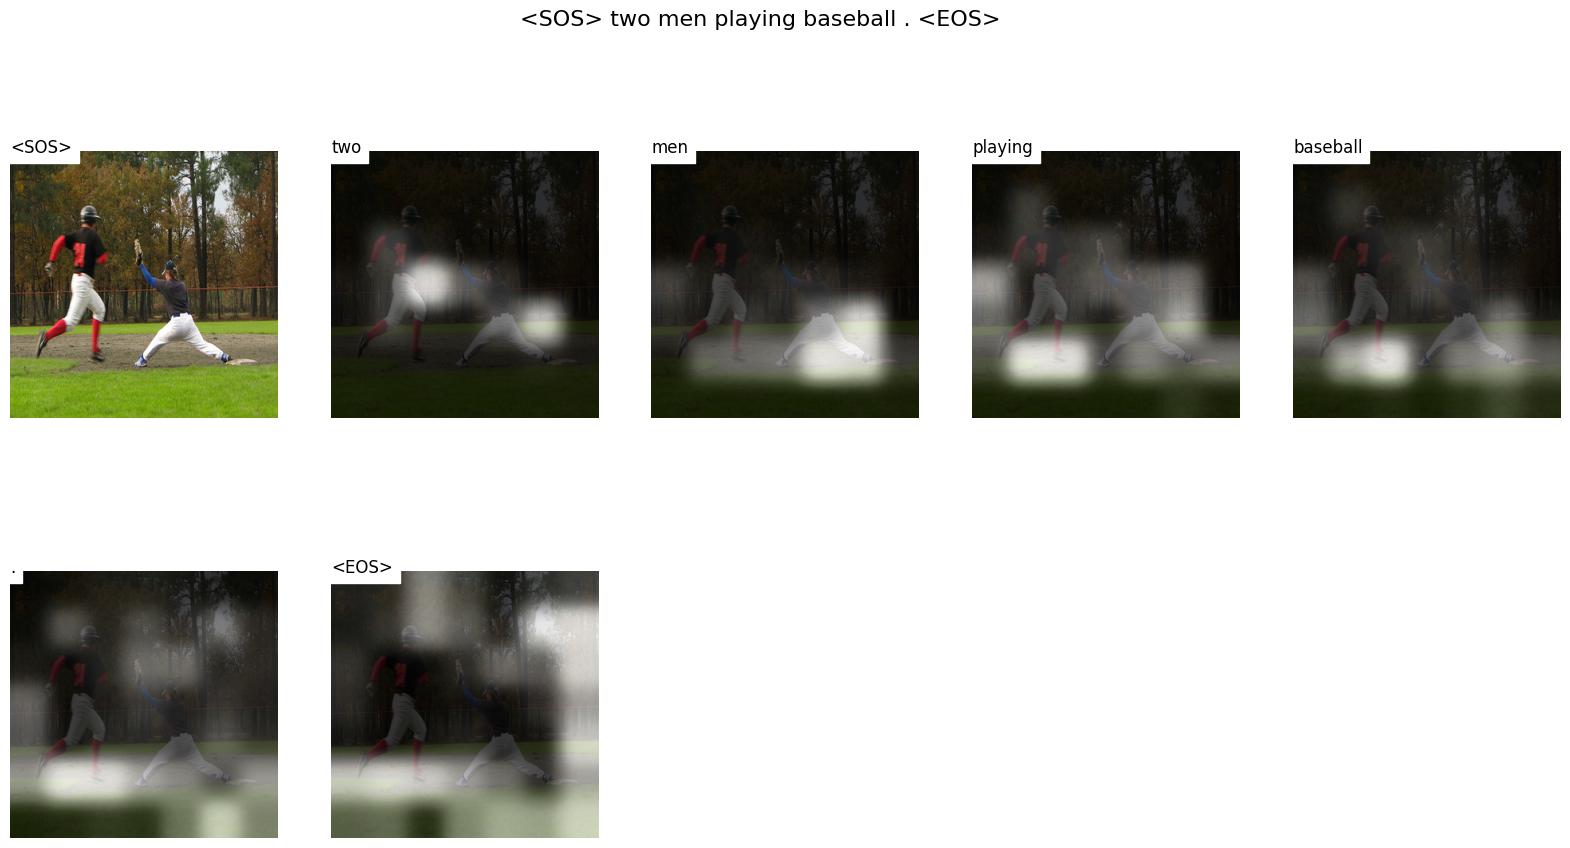 <SOS> two men playing baseball . <EOS>
<SOS>
two
men
playing
baseball
.
<EOS>